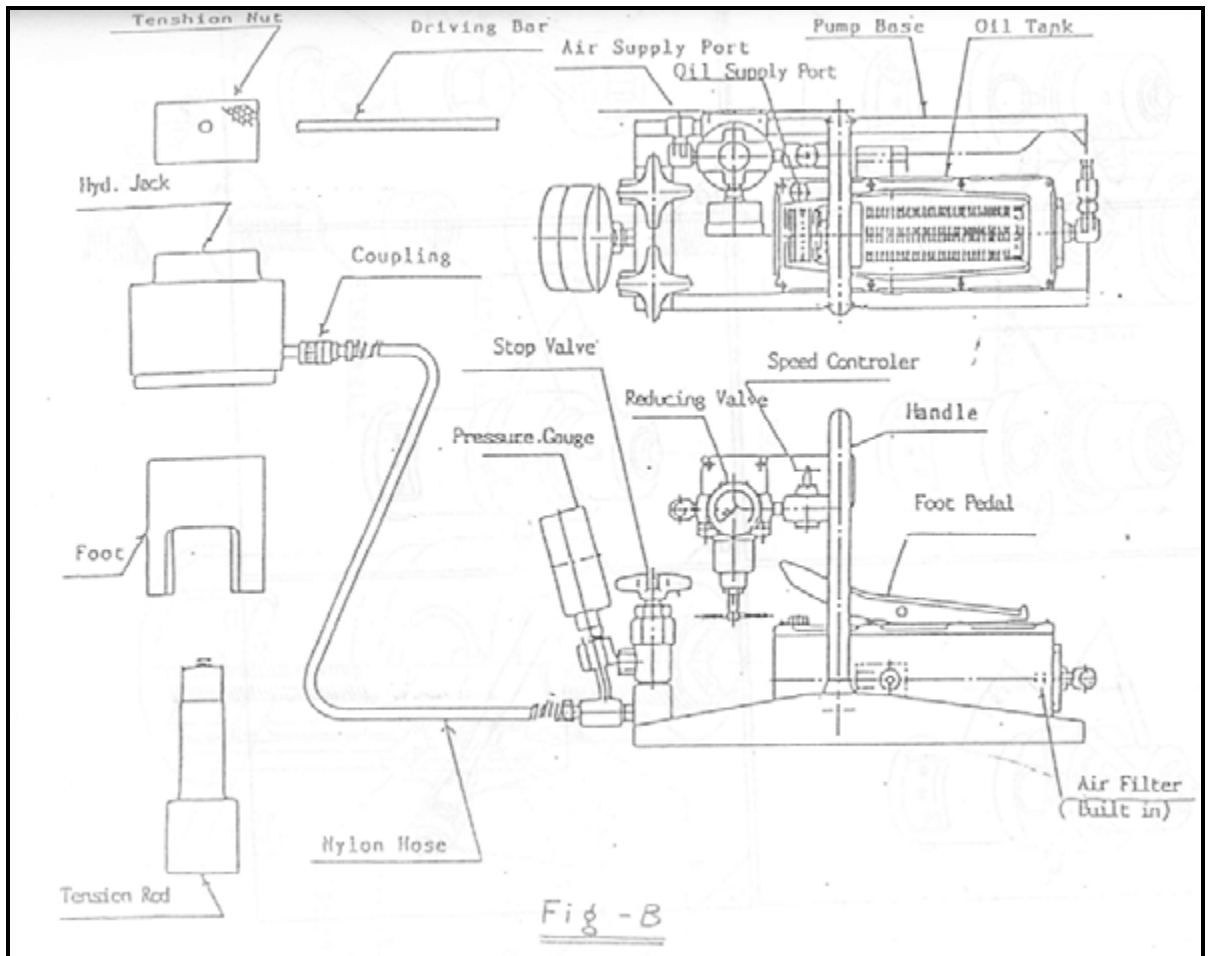 Tenshion Nut
Driving Bar
Air Supply Port
Oil Supply Port
Pump Base
Oil Tank
Hyd. Jack
Coupling
Stop Valve
Speed Controler
Reducing Valve
Handle
Pressure.Gauge
Foot Pedal
Foot
Air Filter
(Built in)
Nylon Hose
Tension Rod
Fig-B